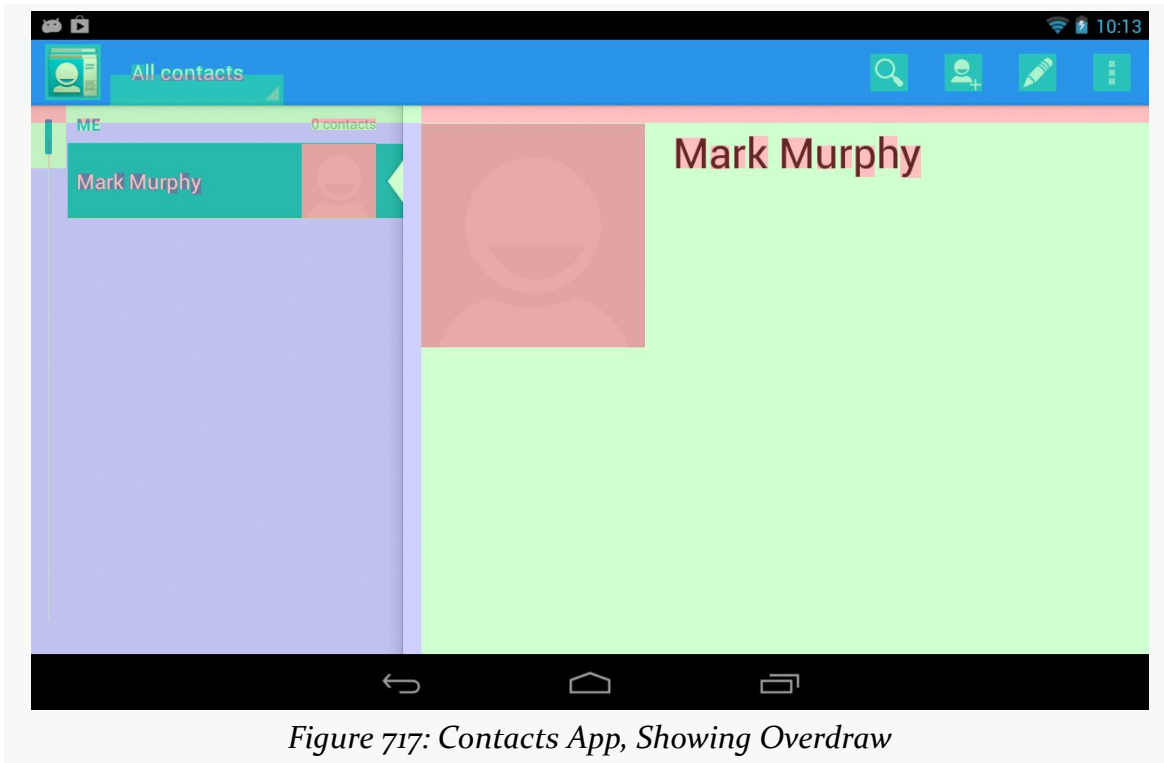 10:13
All contacts
ME 0 contacts
Mark Murphy
Mark Murphy
Figure 717: Contacts App, Showing Overdraw